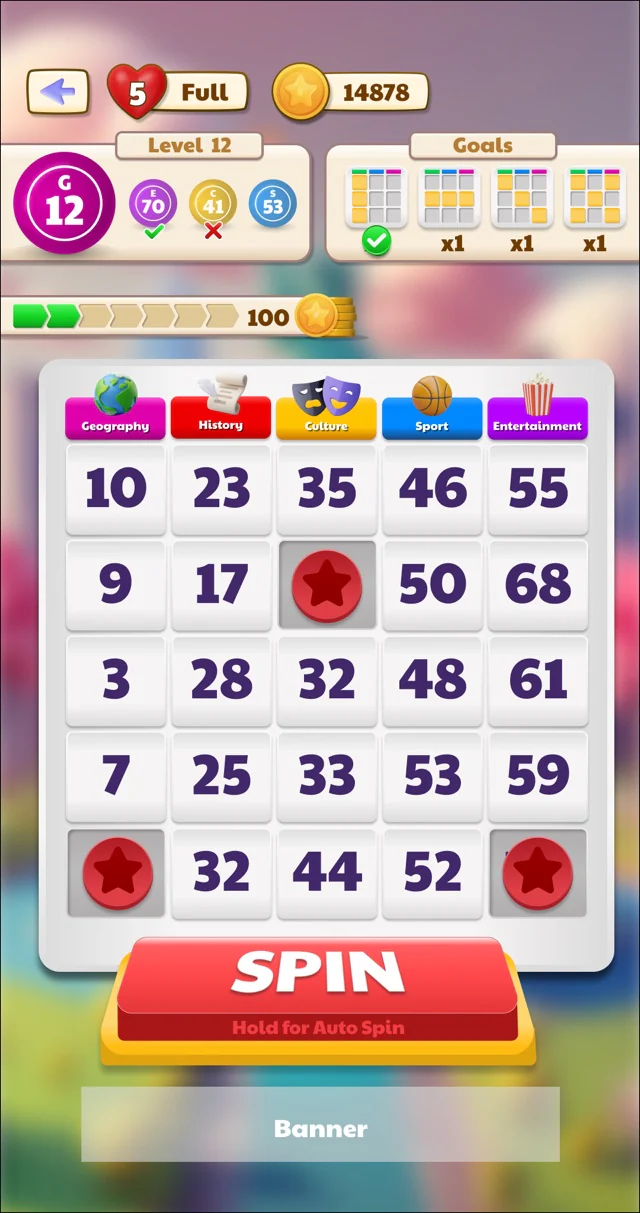 5 Full 14878
Level 12 Goals
G 12
E 70
C 41
S 53
x1 x1 x1
100
Geography History Culture Sport Entertainment
10 23 35 46 55
9 17 50 68
3 28 32 48 61
7 25 33 53 59
32 44 52
SPIN
Hold for Auto Spin
Banner